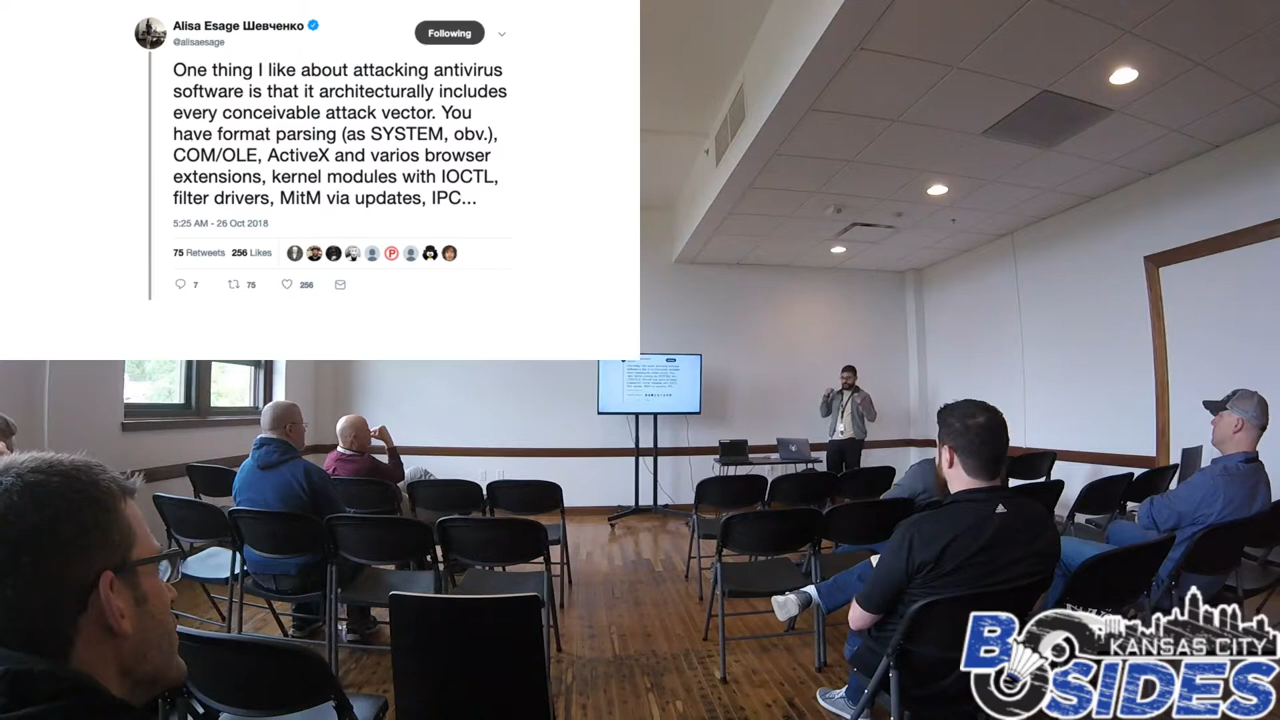 Alisa Esage Шевченко
@alisaesage
Following
One thing I like about attacking antivirus
software is that it architecturally includes
every conceivable attack vector. You
have format parsing (as SYSTEM, obv.),
COM/OLE, ActiveX and varios browser
extensions, kernel modules with IOCTL,
filter drivers, MitM via updates, IPC...
5:25 AM - 26 Oct 2018
75 Retweets 256 Likes
P
7 75 256
KANSAS CITY
BSIDES